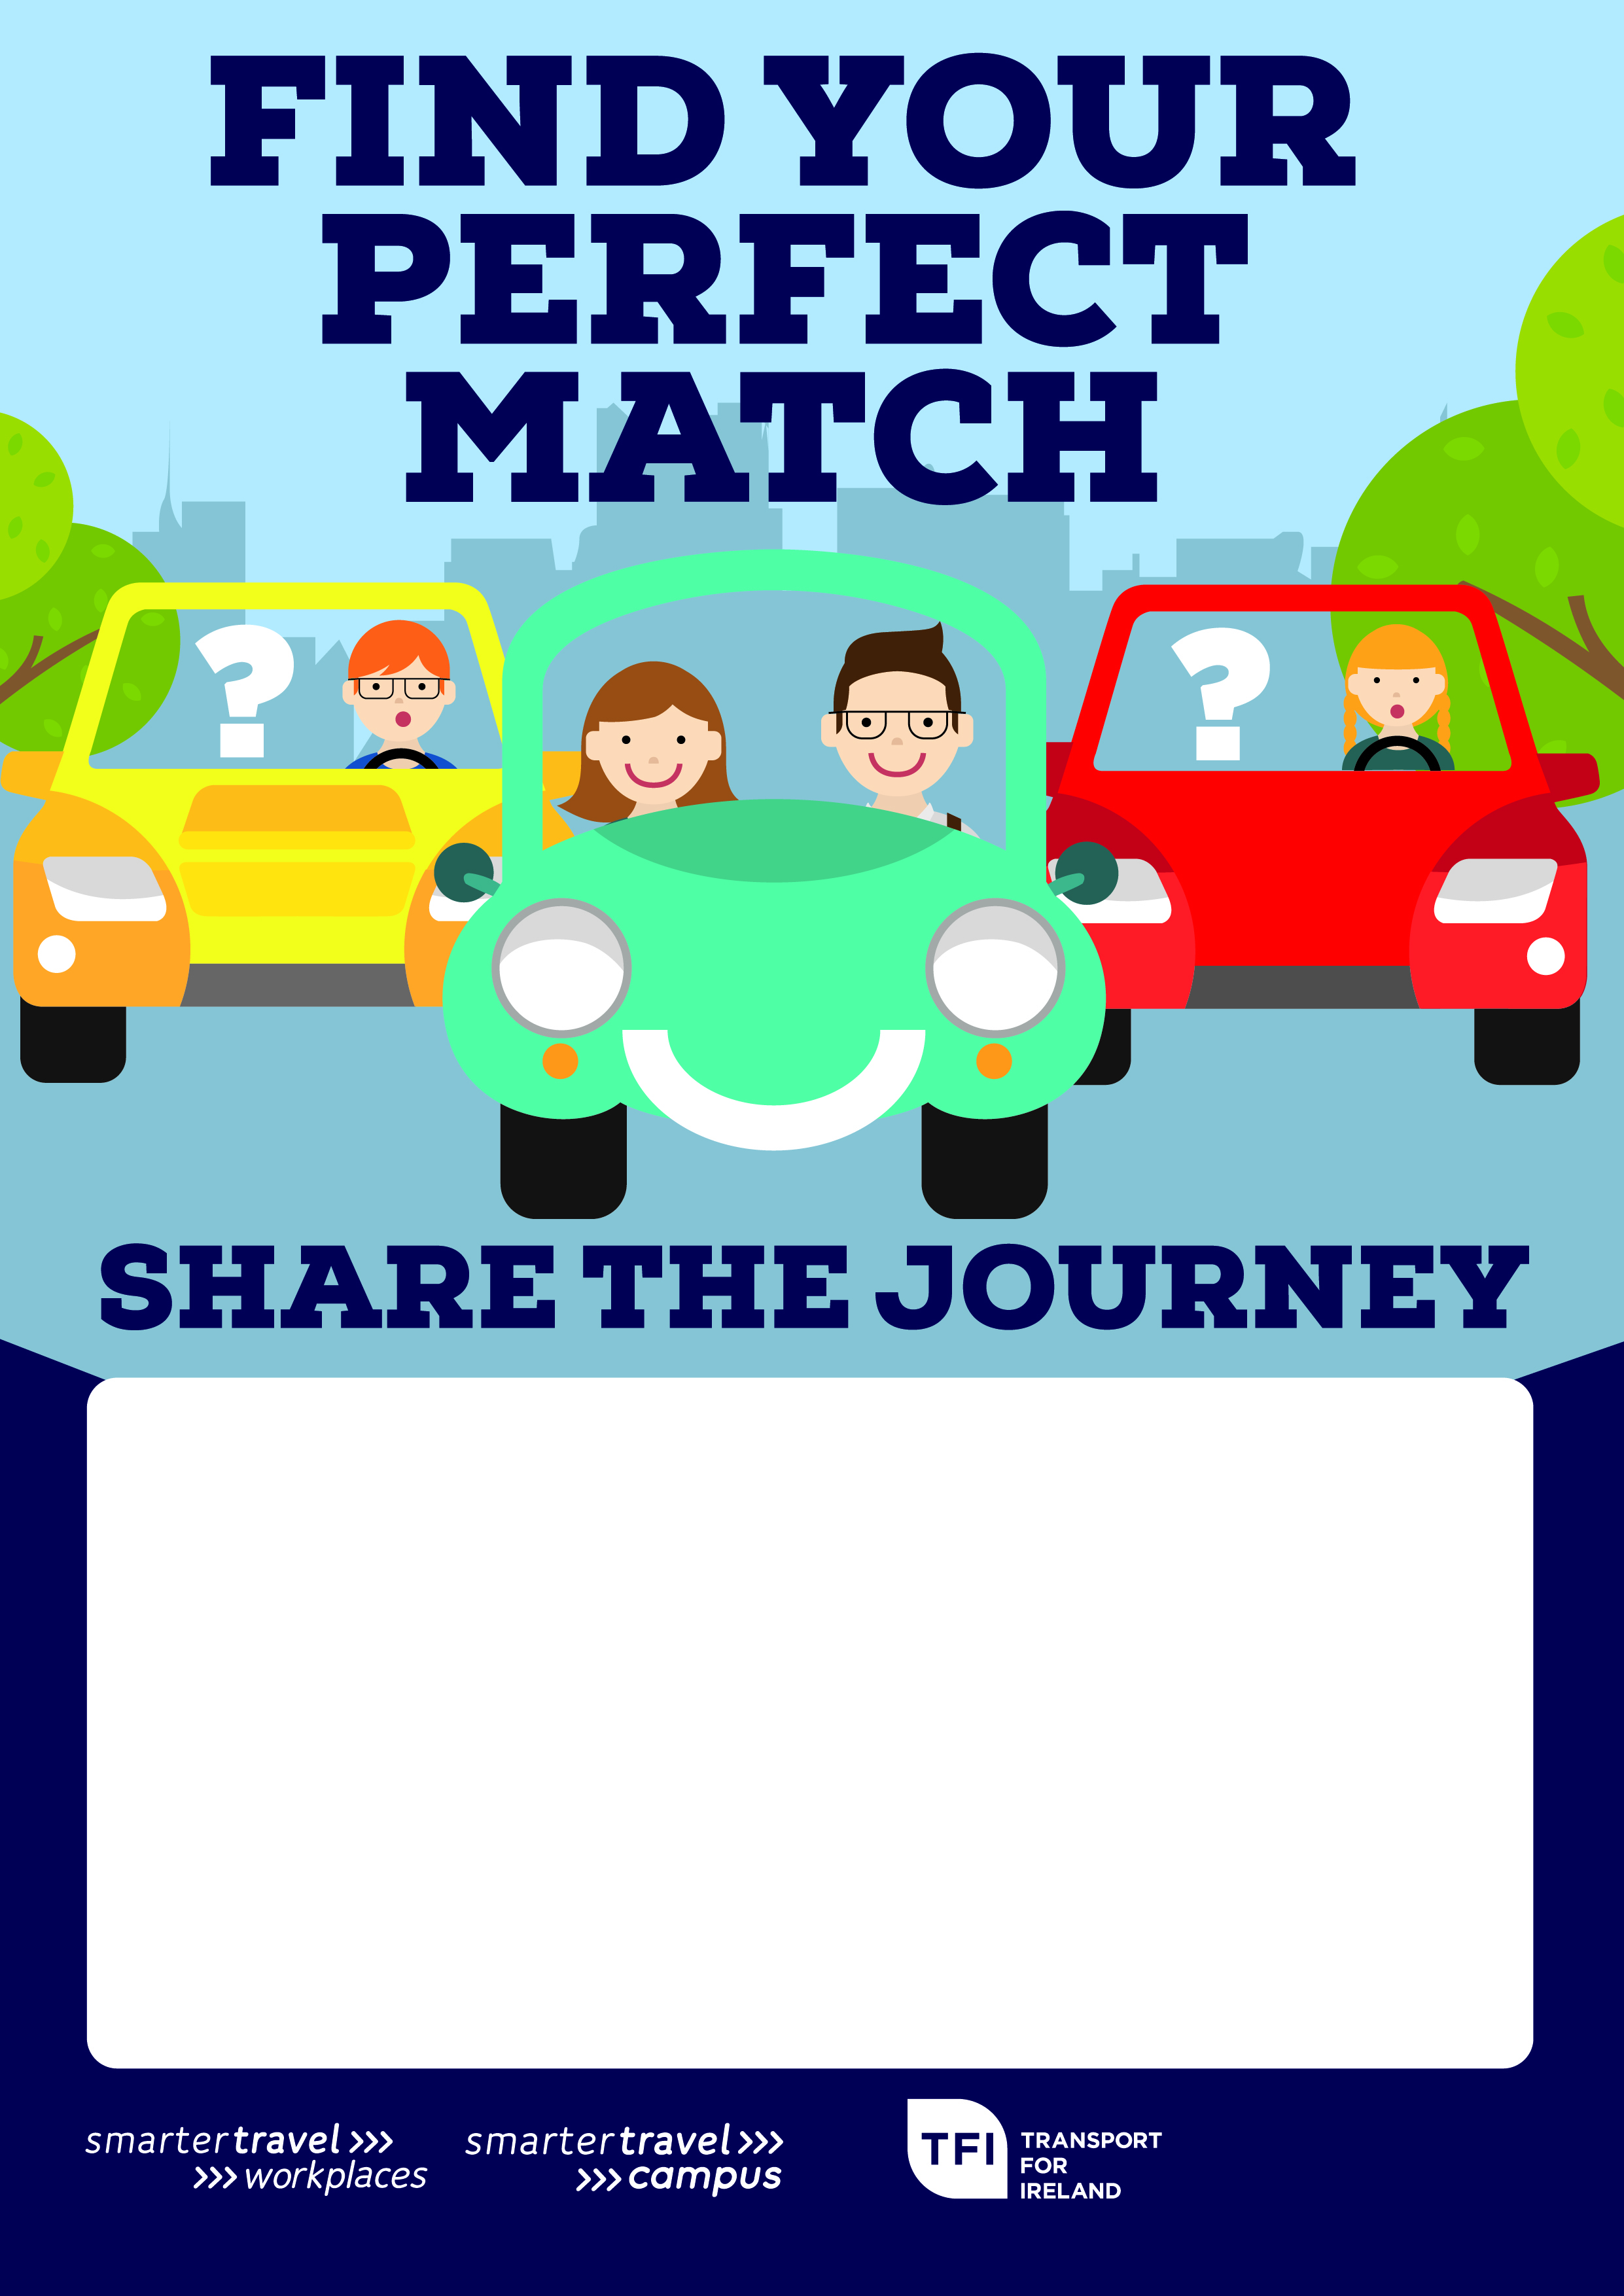 FIND YOUR
PERFECT
MATCH
? ?
SHARE THE JOURNEY
smartertravel >>>
>>> workplaces
smartertravel >>>
>>> campus
TFI
TRANSPORT
FOR
IRELAND